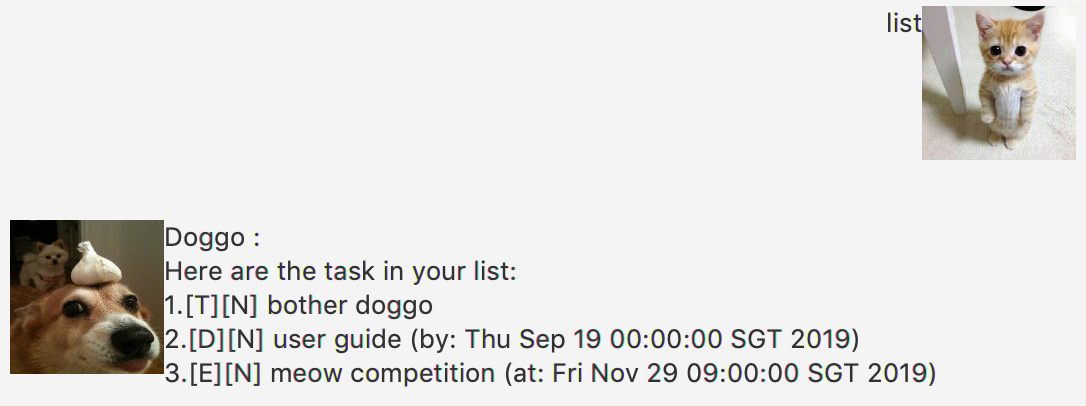 list
Doggo :
Here are the task in your list:
1.[T][N] bother doggo
2.[D][N] user guide (by: Thu Sep 19 00:00:00 SGT 2019)
3.[E][N] meow competition (at: Fri Nov 29 09:00:00 SGT 2019)